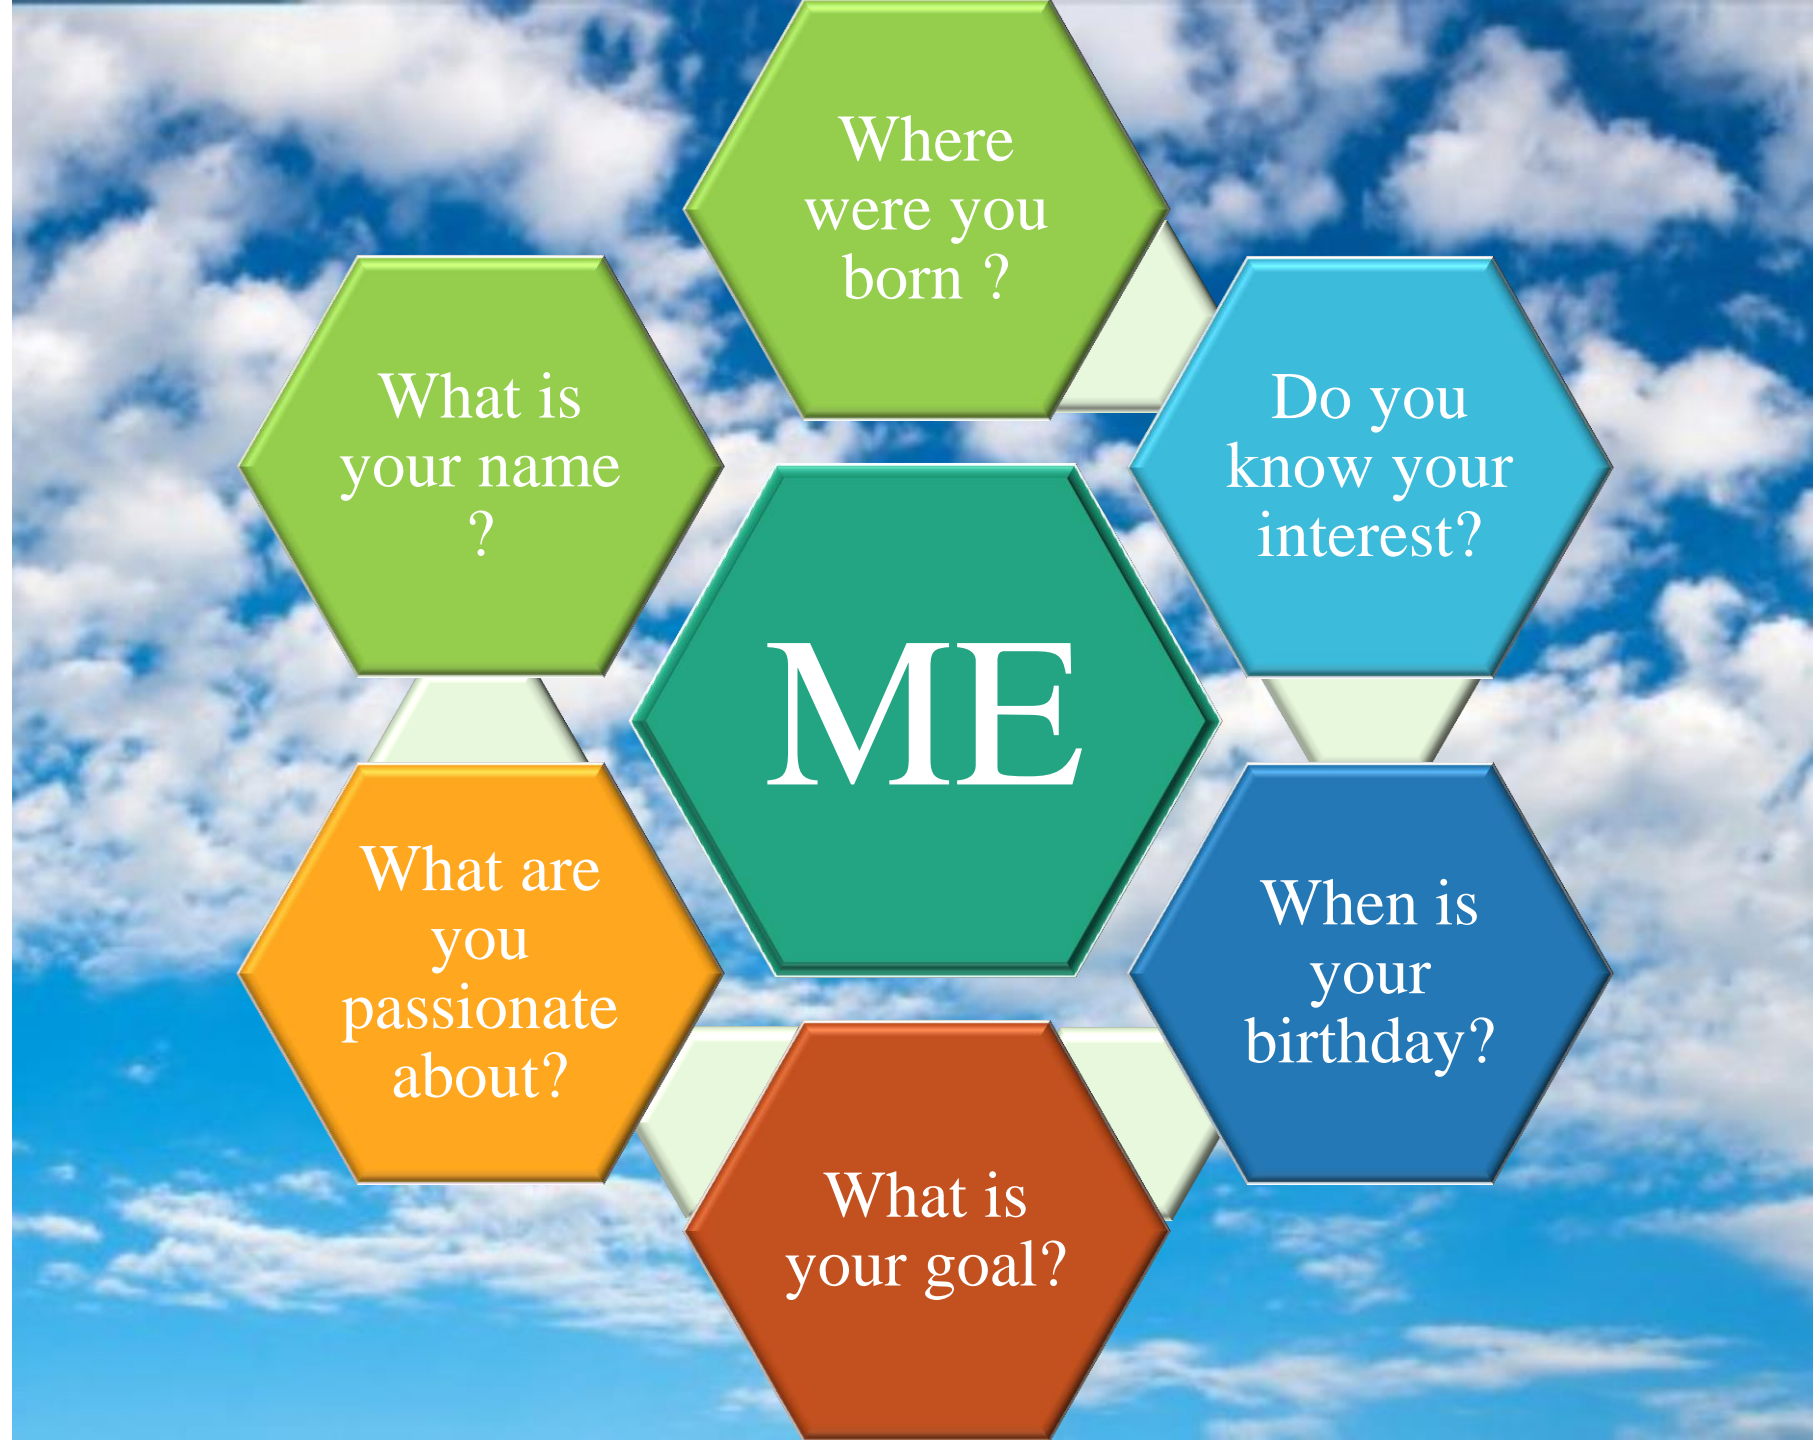 Where
were you
born ?
What is
your name
?
Do you
know your
interest?
ME
What are
you
passionate
about?
When is
your
birthday?
What is
your goal?